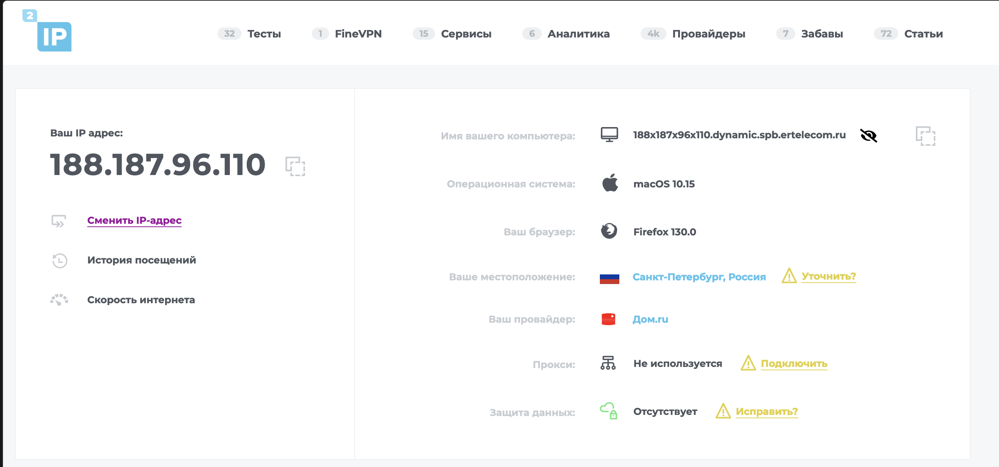 2
IP
32 Тесты 1 FineVPN 15 Сервисы 6 Аналитика 4k Провайдеры 7 Забавы 72 Статьи
Ваш IP адрес:
188.187.96.110
Сменить IP-адрес
История посещений
Скорость интернета
Имя вашего компьютера: 188x187x96x110.dynamic.spb.ertelecom.ru
Операционная система: macOS 10.15
Ваш браузер: Firefox 130.0
Ваше местоположение: Санкт-Петербург, Россия Уточнить?
Ваш провайдер: Дом.ru
Прокси: Не используется Подключить
Защита данных: Отсутствует Исправить?